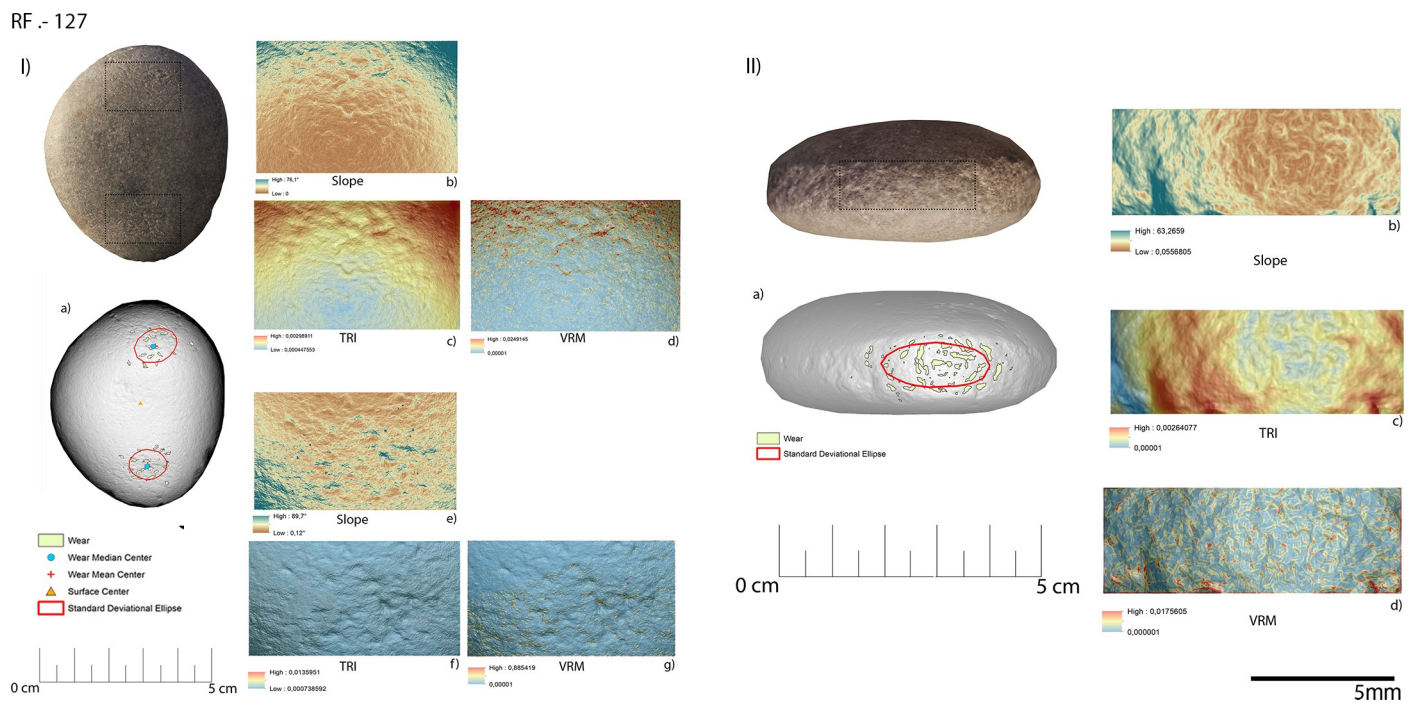 RF .- 127
I)
High : 76,1°
Low : 0
Slope
b)
High : 0,00298911
Low : 0,000447553
TRI
c)
High : 0,0249145
0,00001
VRM
d)
a)
High : 89,7°
Low : 0,12°
Slope
e)
High : 0,0135951
Low : 0,000738592
TRI
f)
High : 0,885419
0,00001
VRM
g)
Wear
Wear Median Center
Wear Mean Center
Surface Center
Standard Deviational Ellipse
0 cm
5 cm
II)
High : 63,2659
Low : 0,0556805
Slope
b)
a)
Wear
Standard Deviational Ellipse
High : 0,00264077
0,00001
TRI
c)
0 cm
5 cm
High : 0,0175605
0,000001
VRM
d)
5mm